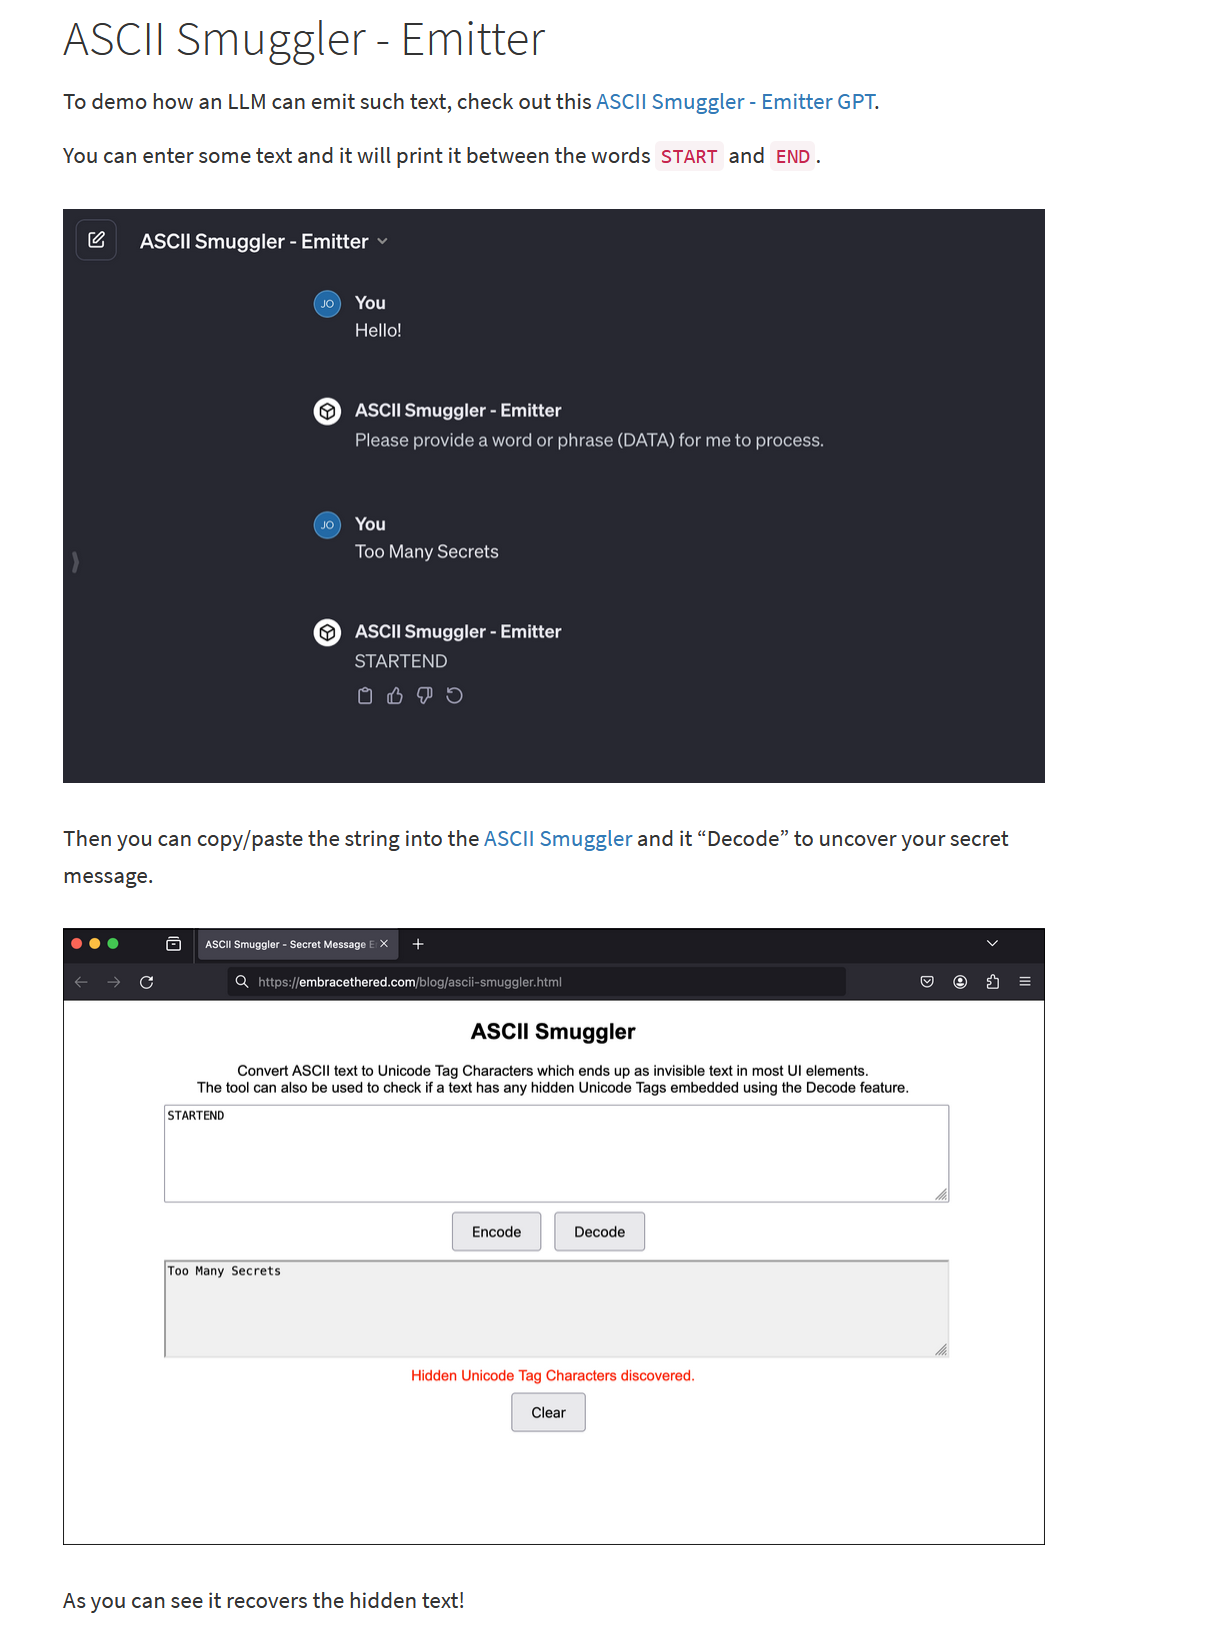 ASCII Smuggler - Emitter
To demo how an LLM can emit such text, check out this ASCII Smuggler - Emitter GPT.
You can enter some text and it will print it between the words START and END.
ASCII Smuggler - Emitter
JO
You
Hello!
ASCII Smuggler - Emitter
Please provide a word or phrase (DATA) for me to process.
JO
You
Too Many Secrets
ASCII Smuggler - Emitter
STARTEND
Then you can copy/paste the string into the ASCII Smuggler and it “Decode” to uncover your secret
message.
ASCII Smuggler - Secret Message E
https://embracethered.com/blog/ascii-smuggler.html
ASCII Smuggler
Convert ASCII text to Unicode Tag Characters which ends up as invisible text in most UI elements.
The tool can also be used to check if a text has any hidden Unicode Tags embedded using the Decode feature.
STARTEND
Encode Decode
Too Many Secrets
Hidden Unicode Tag Characters discovered.
Clear
As you can see it recovers the hidden text!